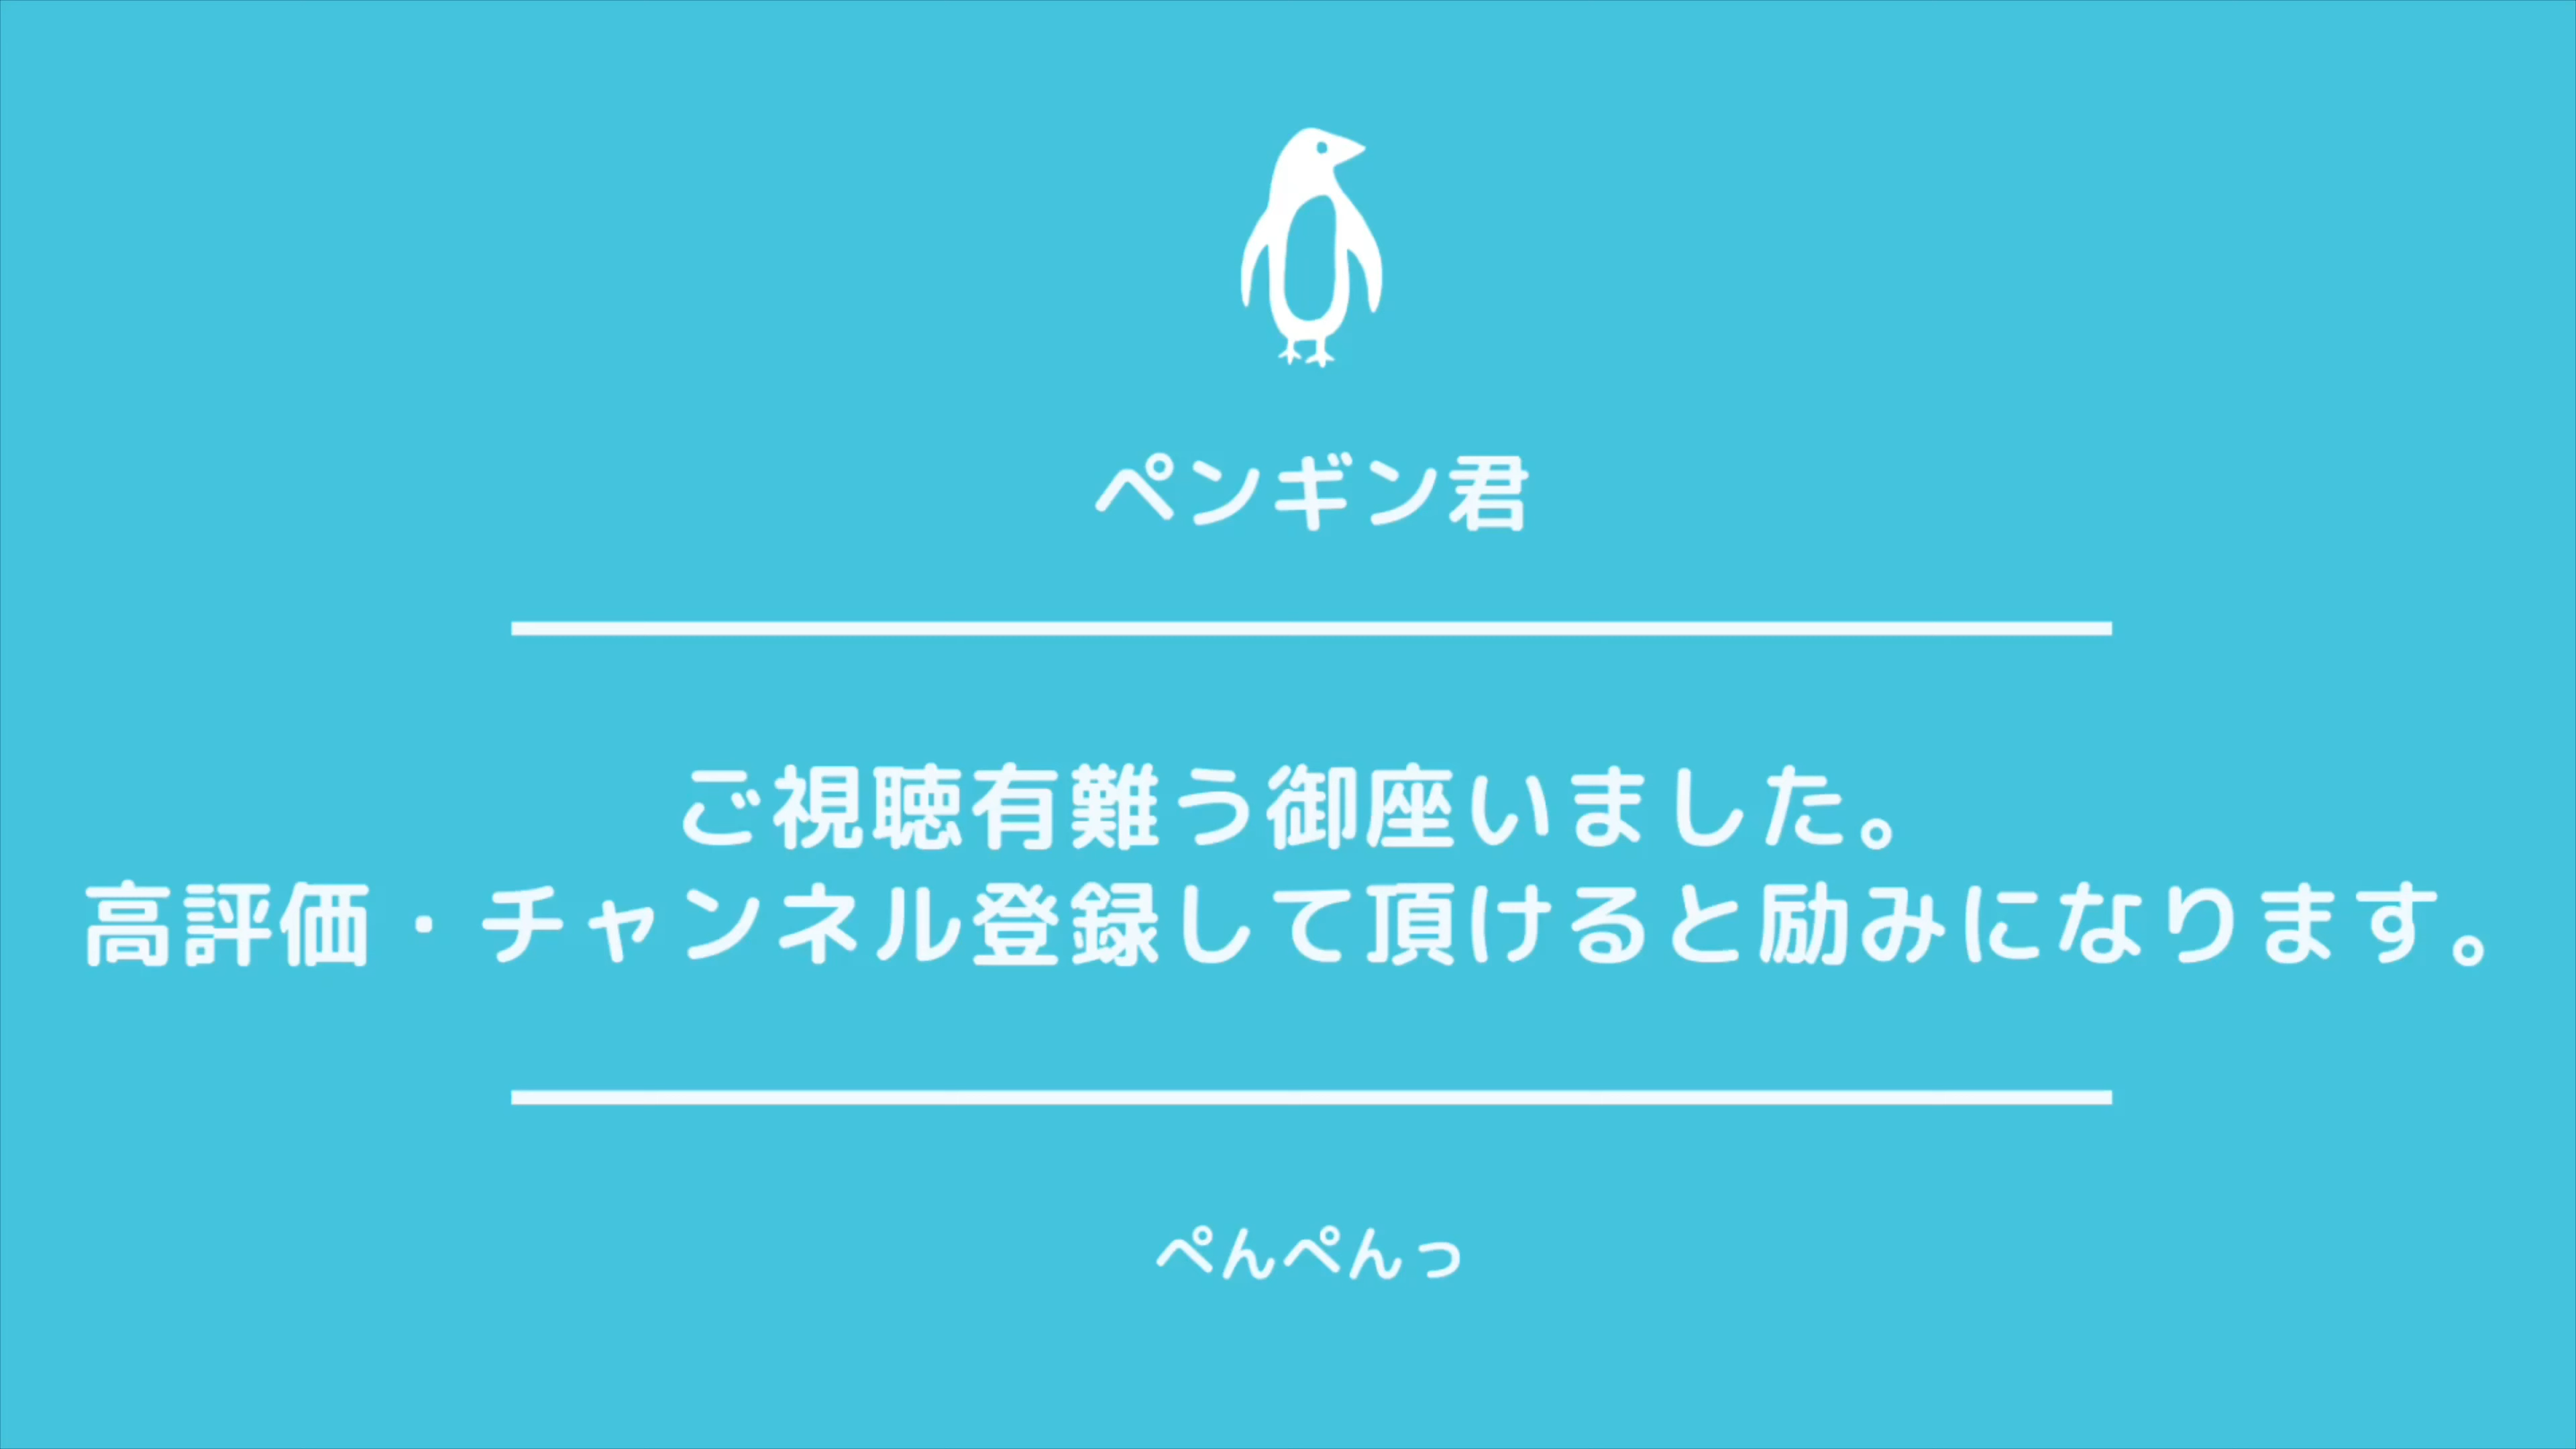 ペンギン君
ご視聴有難う御座いました。
高評価・チャンネル登録して頂けると励みになります。
ぺんぺんっ